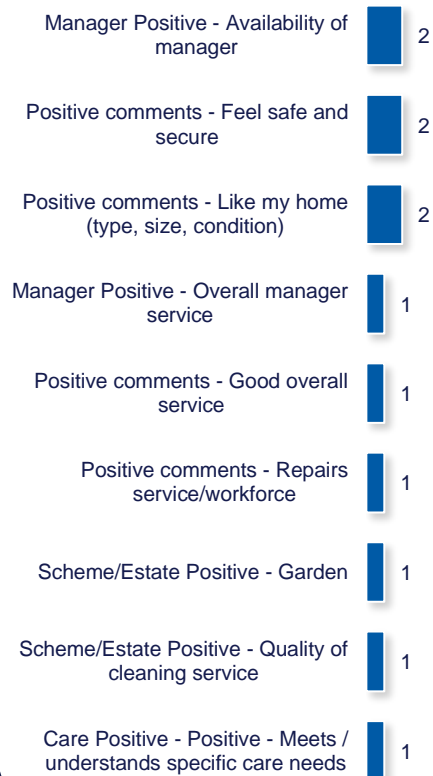 Manager Positive - Availability of
manager
2
Positive comments - Feel safe and
secure
2
Positive comments - Like my home
(type, size, condition)
2
Manager Positive - Overall manager
service
1
Positive comments - Good overall
service
1
Positive comments - Repairs
service/workforce
1
Scheme/Estate Positive - Garden
1
Scheme/Estate Positive - Quality of
cleaning service
1
Care Positive - Positive - Meets /
understands specific care needs
1